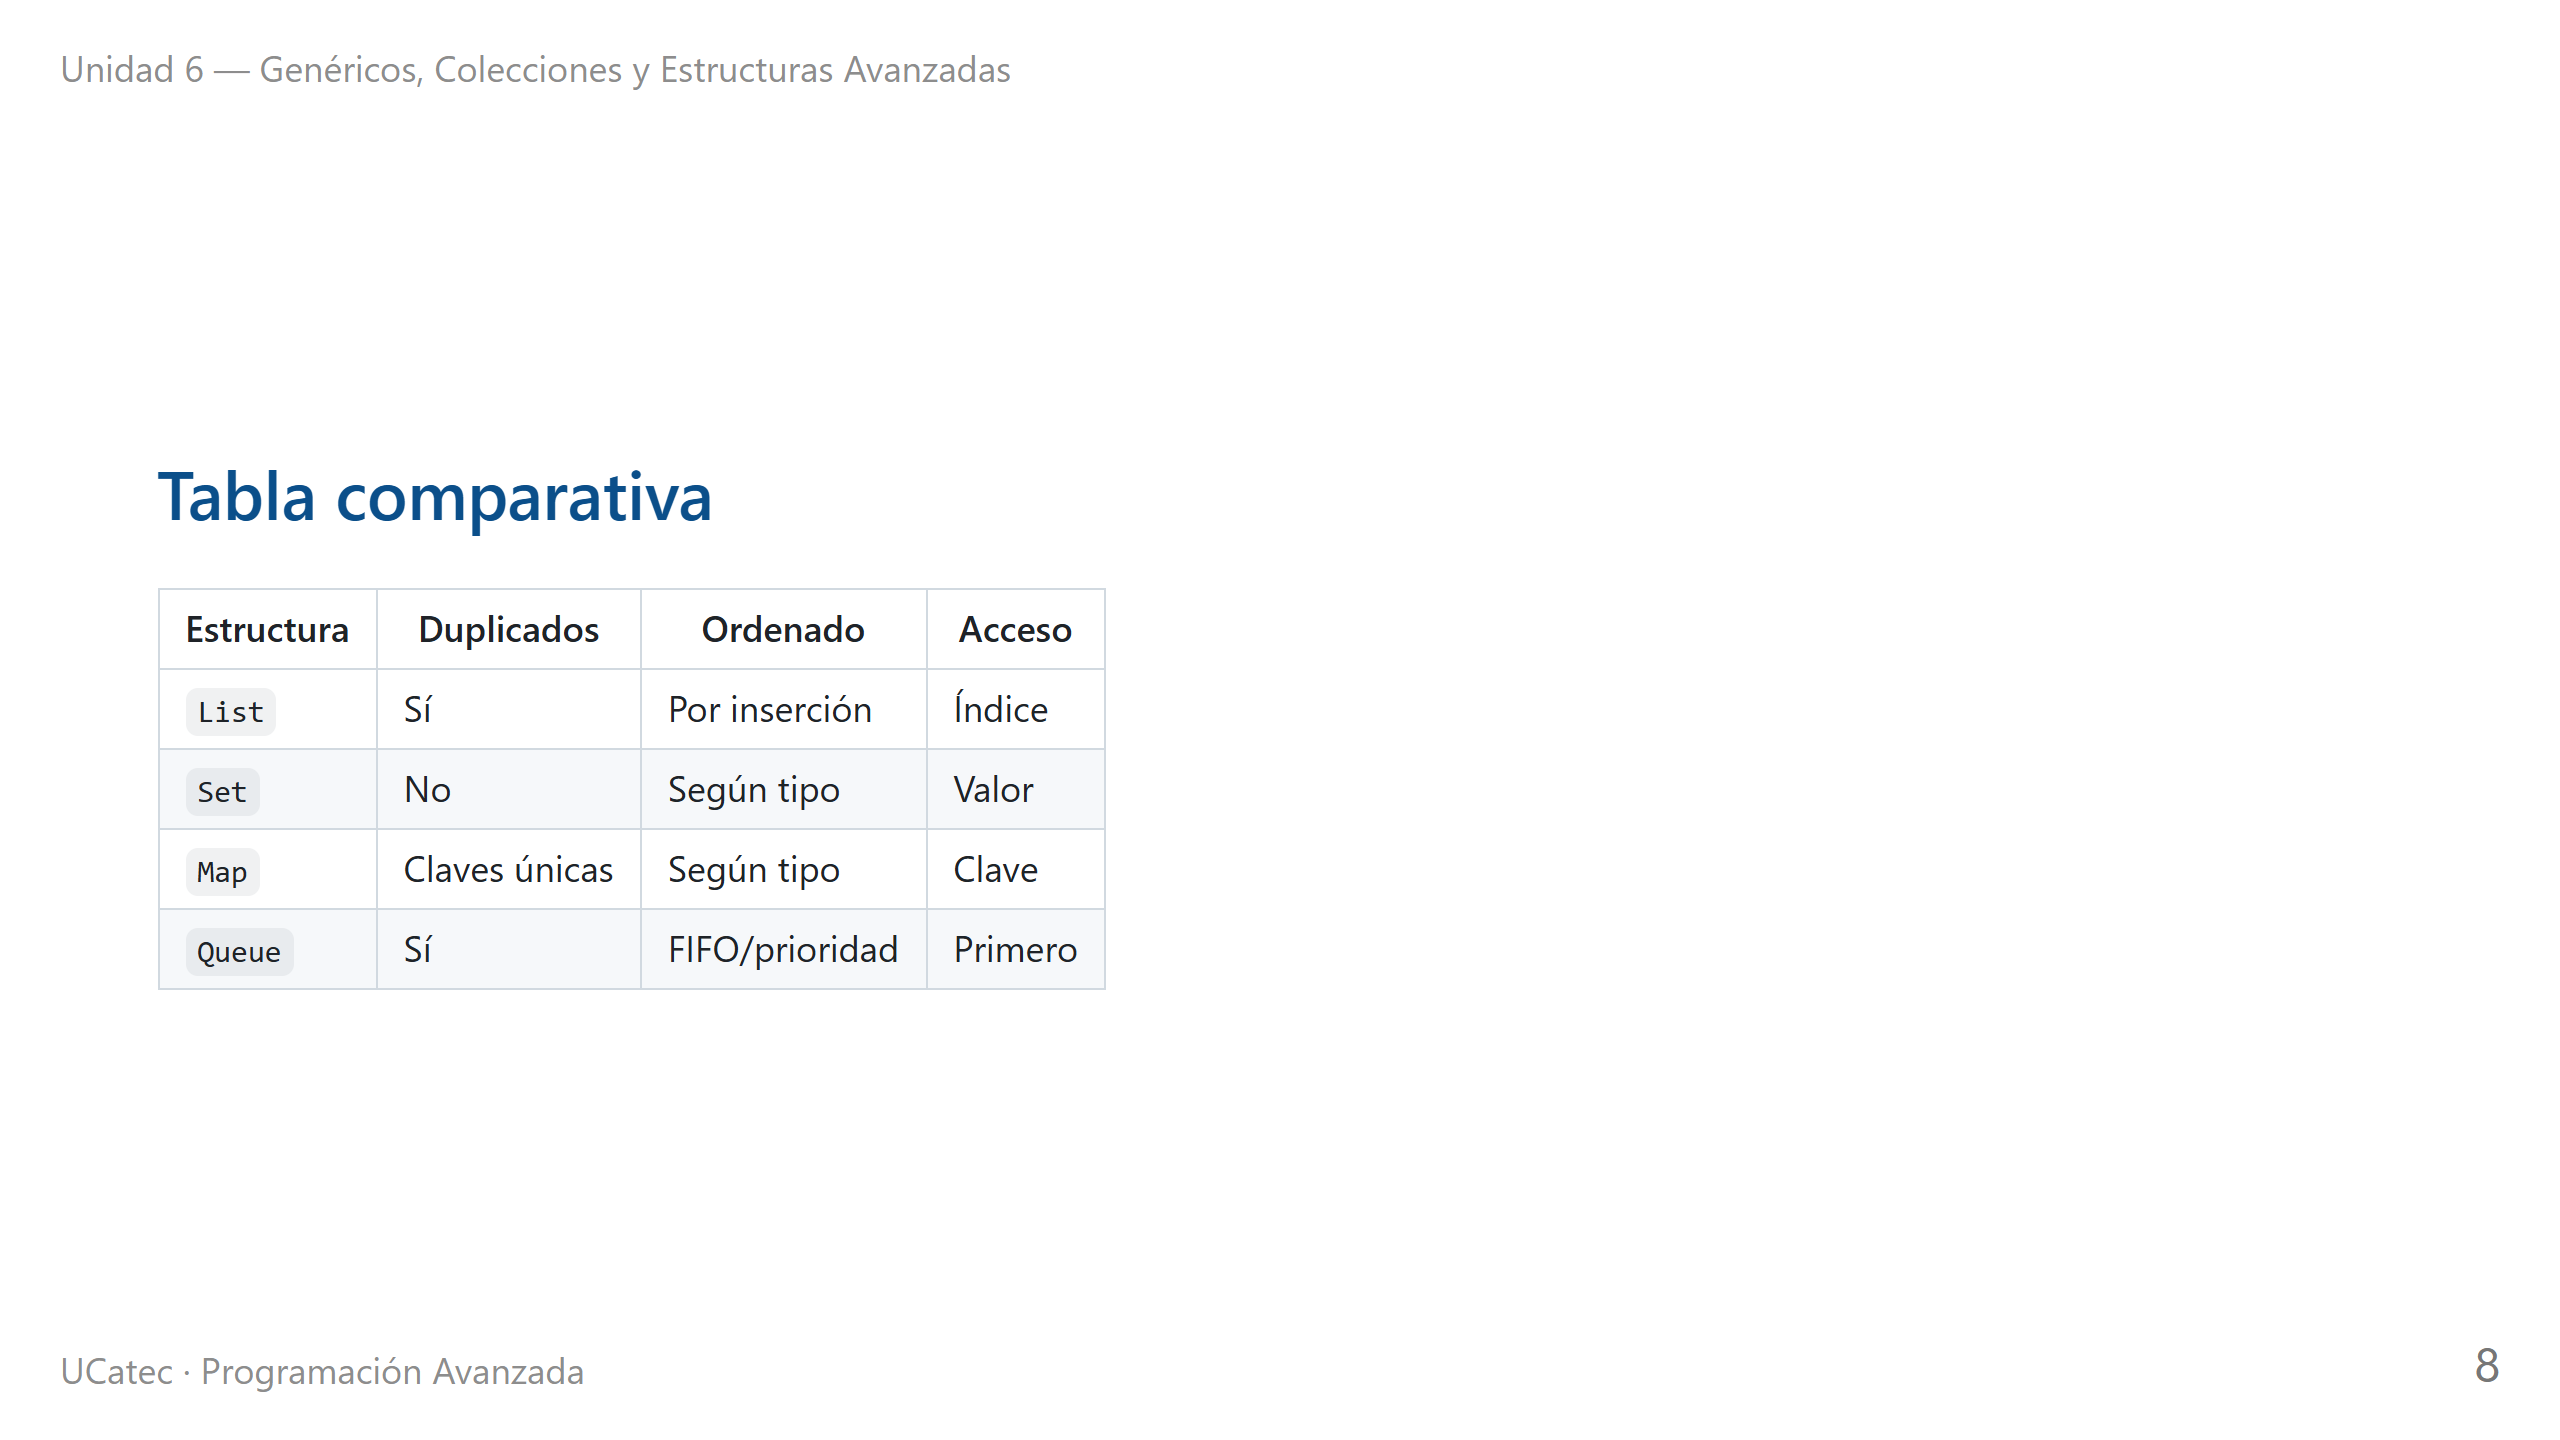 Unidad 6 — Genéricos, Colecciones y Estructuras Avanzadas
Tabla comparativa
Estructura Duplicados Ordenado Acceso
List Sí Por inserción Índice
Set No Según tipo Valor
Map Claves únicas Según tipo Clave
Queue Sí FIFO/prioridad Primero
UCatec · Programación Avanzada
8